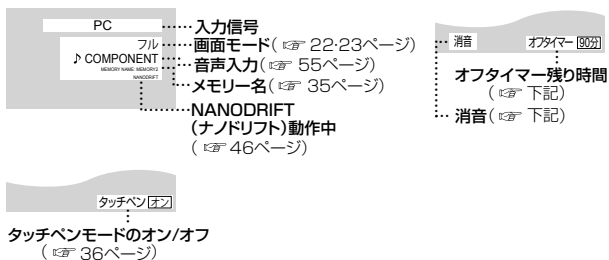 PC
フル
♪ COMPONENT
MEMORY NAME: MEMORY2
NANODRIFT
入力信号
画面モード(☞ 22-23ページ)
音声入力(☞ 55ページ)
メモリー名(☞ 35ページ)
NANODRIFT
(ナノドリフト)動作中
(☞ 46ページ)
消音
オフタイマー 90分
オフタイマー残り時間
(☞ 下記)
消音(☞ 下記)
タッチペン オン
タッチペンモードのオン/オフ
(☞ 36ページ)